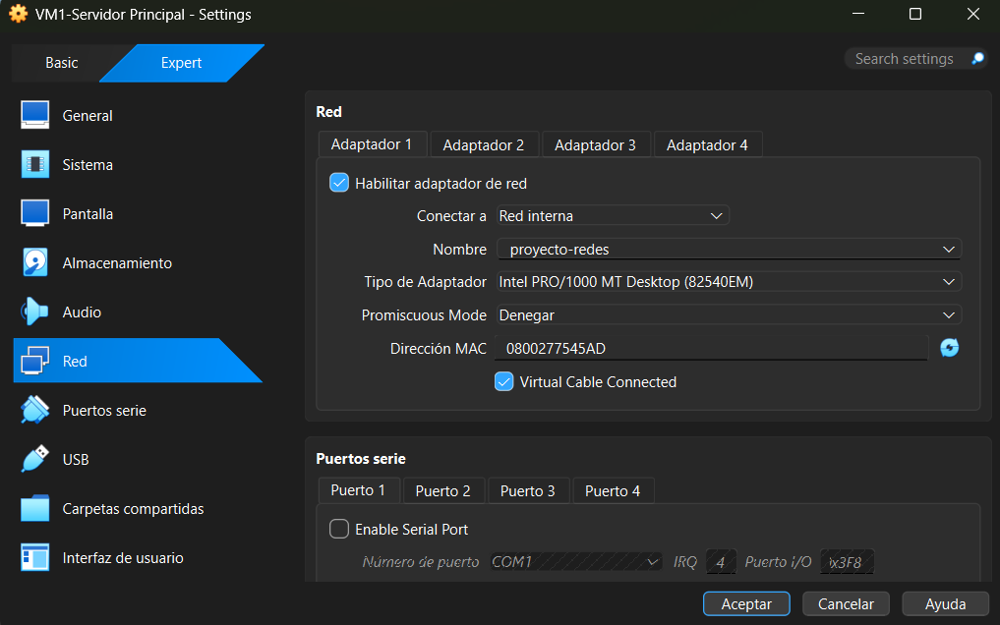 VM1-Servidor Principal - Settings
Basic Expert Search settings
General
Sistema
Pantalla
Almacenamiento
Audio
Red
Puertos serie
USB
Carpetas compartidas
Interfaz de usuario
Red
Adaptador 1 Adaptador 2 Adaptador 3 Adaptador 4
Habilitar adaptador de red
Conectar a Red interna
Nombre proyecto-redes
Tipo de Adaptador Intel PRO/1000 MT Desktop (82540EM)
Promiscuous Mode Denegar
Dirección MAC 0800277545AD
Virtual Cable Connected
Puertos serie
Puerto 1 Puerto 2 Puerto 3 Puerto 4
Enable Serial Port
Número de puerto COM1 IRQ 4 Puerto i/O 0x3F8
Aceptar Cancelar Ayuda